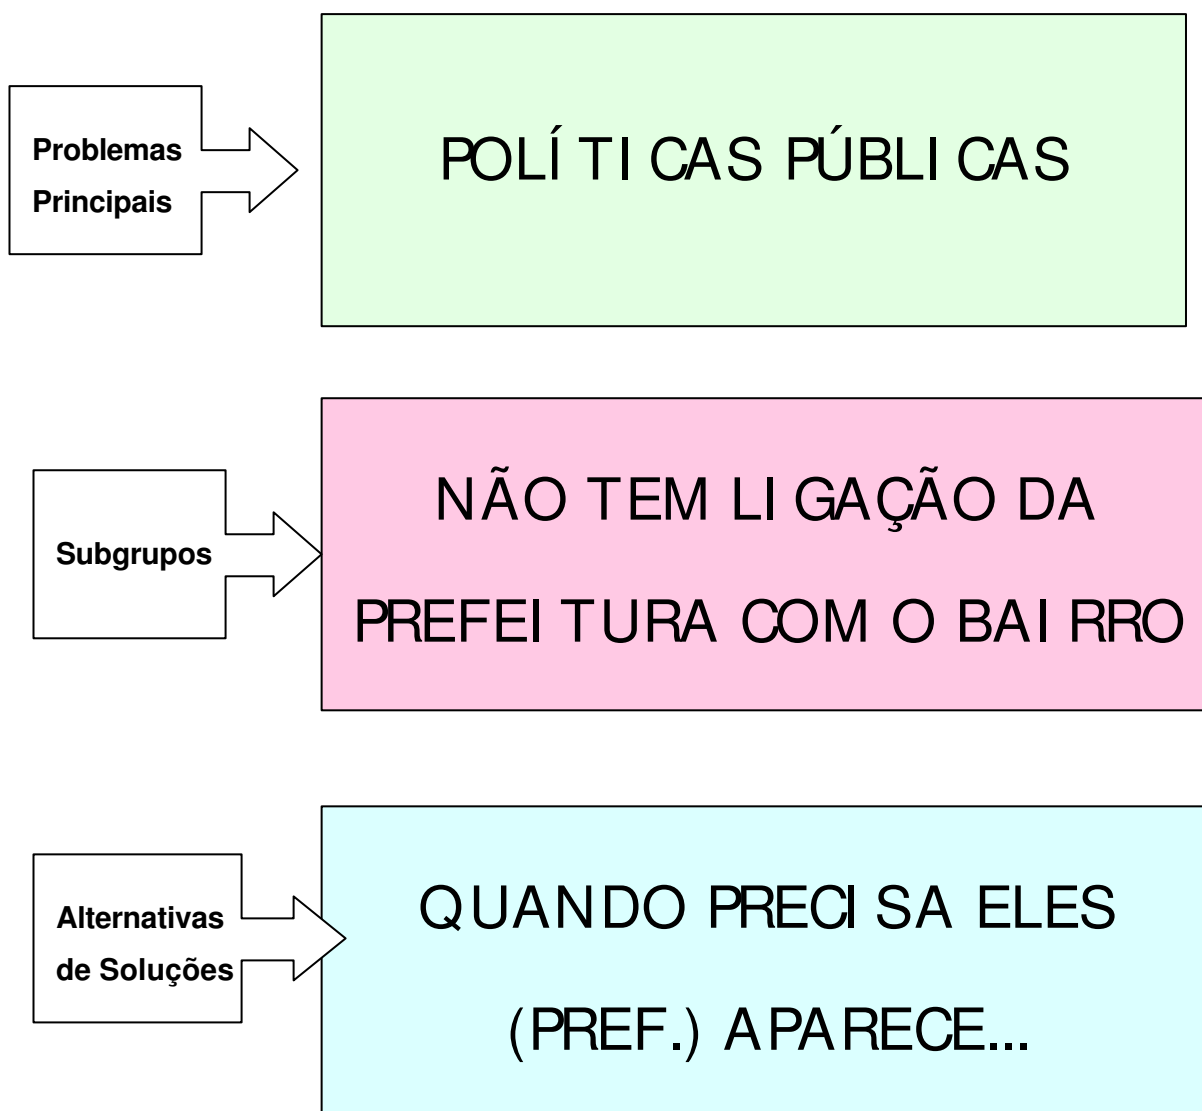 Problemas
Principais
POLÍTICAS PÚBLICAS
Subgrupos
NÃO TEM LIGAÇÃO DA
PREFEITURA COM O BAIRRO
Alternativas
de Soluções
QUANDO PRECISA ELES
(PREF.) APARECE...